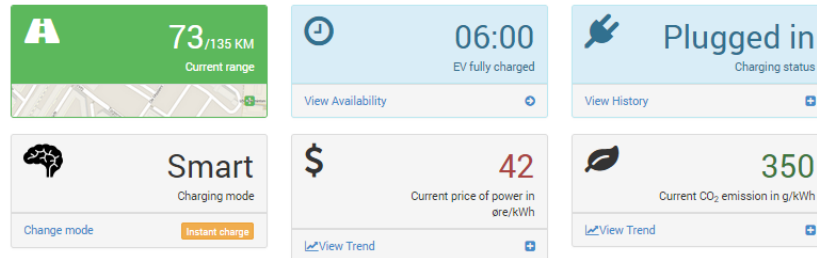 73/135 KM
Current range
06:00
EV fully charged
View Availability
Plugged in
Charging status
View History
Smart
Charging mode
Change mode
Instant charge
$
42
Current price of power in
øre/kWh
View Trend
350
Current CO₂ emission in g/kWh
View Trend